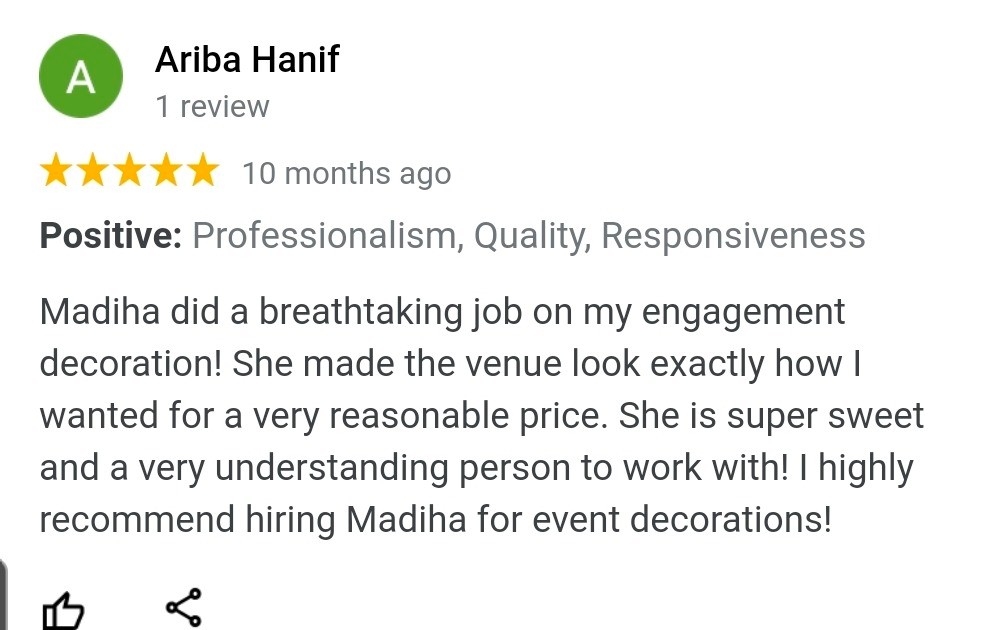 A
Ariba Hanif
1 review
10 months ago
Positive: Professionalism, Quality, Responsiveness
Madiha did a breathtaking job on my engagement
decoration! She made the venue look exactly how I
wanted for a very reasonable price. She is super sweet
and a very understanding person to work with! I highly
recommend hiring Madiha for event decorations!